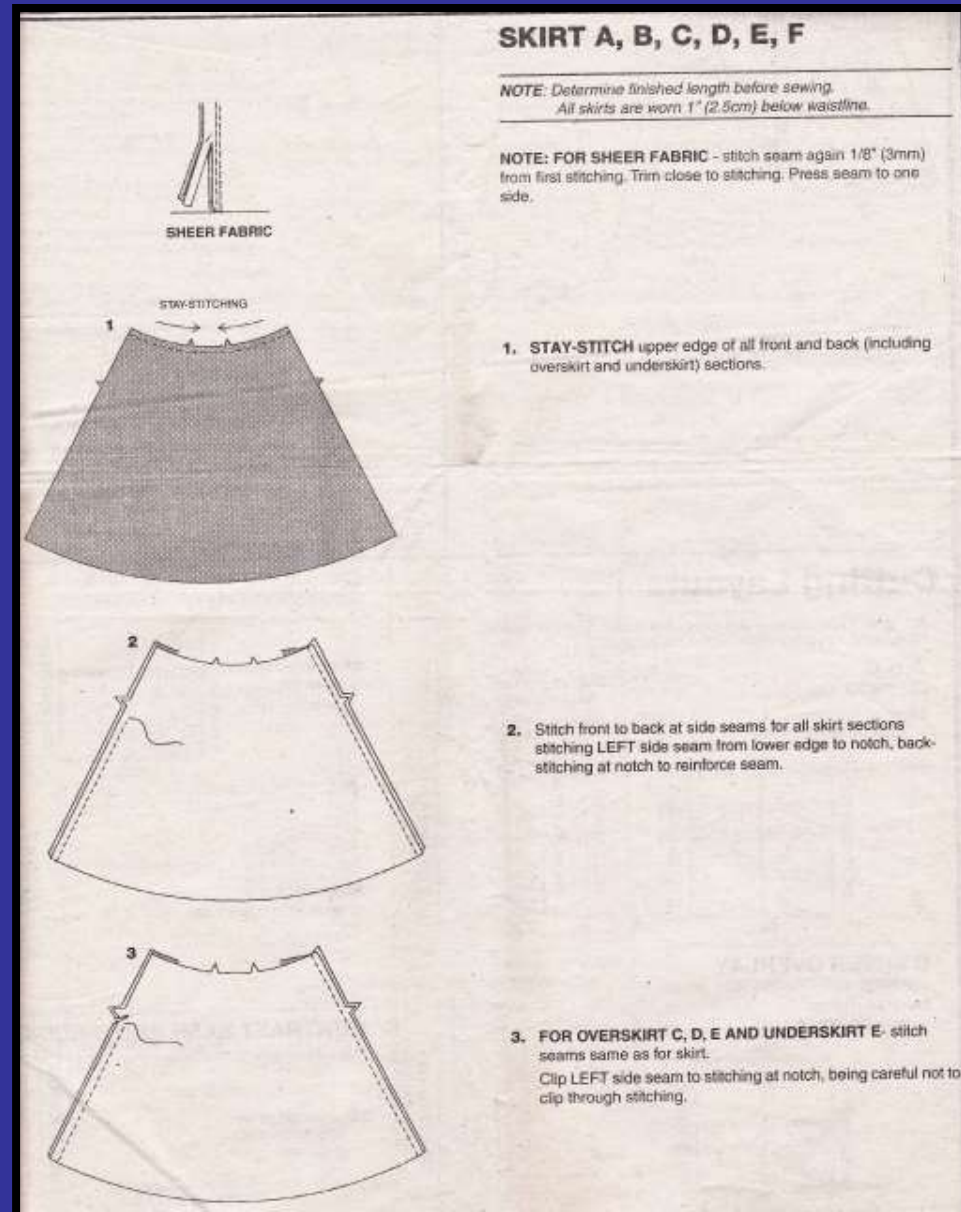 SKIRT A, B, C, D, E, F
NOTE: Determine finished length before sewing.
All skirts are worn 1" (2.5cm) below waistline.
NOTE: FOR SHEER FABRIC - stitch seam again 1/8" (3mm)
from first stitching. Trim close to stitching. Press seam to one
side.
SHEER FABRIC
STAY-STITCHING
1
1. STAY-STITCH upper edge of all front and back (including
overskirt and underskirt) sections.
2
2. Stitch front to back at side seams for all skirt sections
stitching LEFT side seam from lower edge to notch, back-
stitching at notch to reinforce seam.
3
3. FOR OVERSKIRT C, D, E AND UNDERSKIRT E- stitch
seams same as for skirt.
Clip LEFT side seam to stitching at notch, being careful not to
clip through stitching.